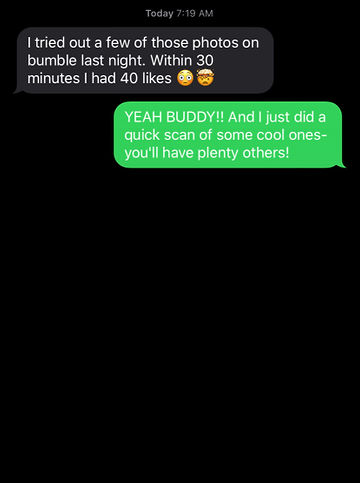 Today 7:19 AM
I tried out a few of those photos on
bumble last night. Within 30
minutes I had 40 likes 😳🤯
YEAH BUDDY!! And I just did a
quick scan of some cool ones-
you'll have plenty others!